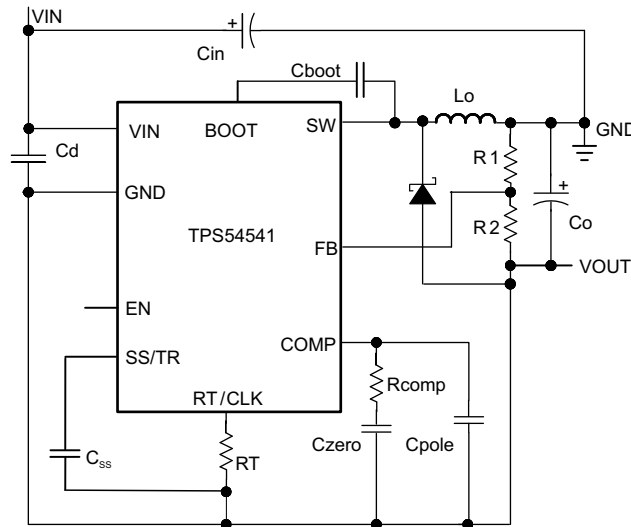 VIN
+
Cin
Cboot
Lo
VIN
BOOT
SW
GND
Cd
R1
+
GND
TPS54541
R2
Co
FB
VOUT
EN
SS/TR
COMP
RT/CLK
Rcomp
Css
RT
Czero
Cpole